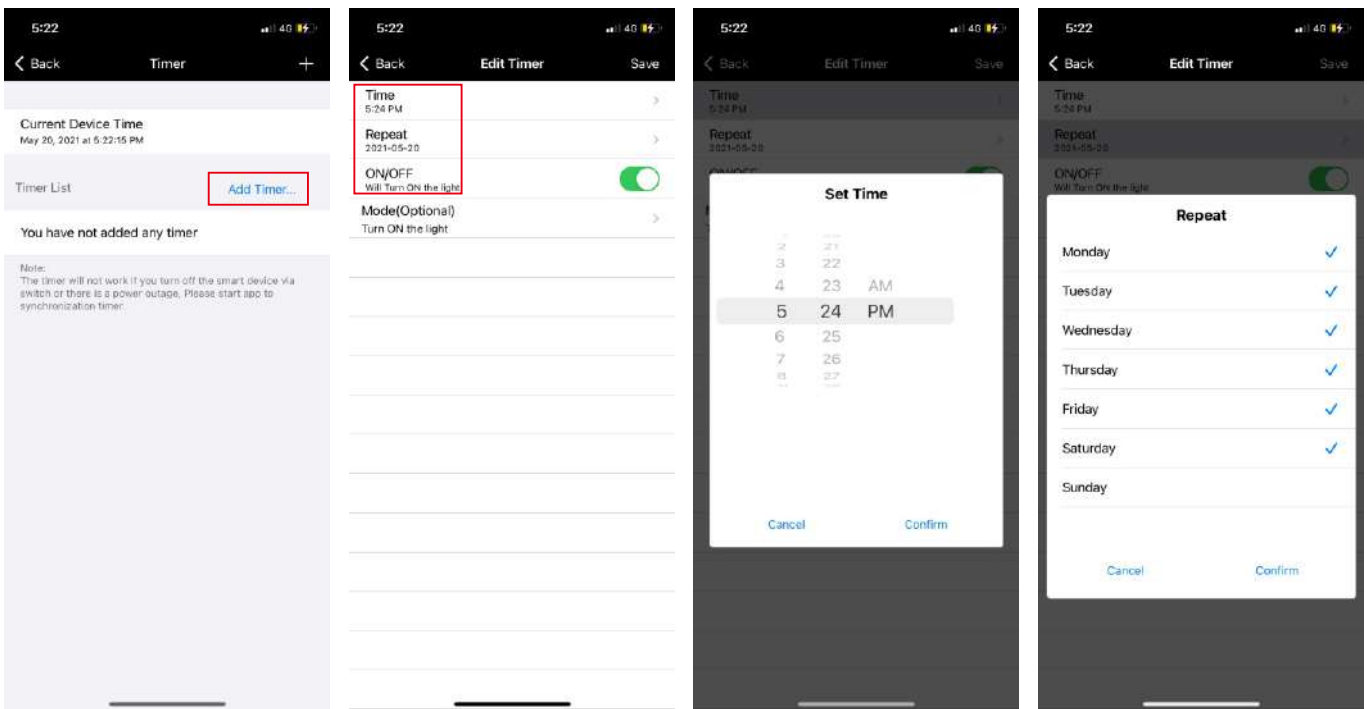 5:22
4G
Back
Timer
+
Current Device Time
May 20, 2021 at 5:22:15 PM
Timer List
Add Timer...
You have not added any timer
Note:
The timer will not work if you turn off the smart device via
switch or there is a power outage, Please start app to
synchronization timer
5:22
4G
Back
Edit Timer
Save
Time
5:24 PM
Repeat
2021-05-20
ON/OFF
Will Turn ON the light
Mode(Optional)
Turn ON the light
5:22
4G
Back
Edit Timer
Save
Time
5:24 PM
Repeat
2021-05-20
Set Time
2 21
3 22
4 23 AM
5 24 PM
6 25
7 26
8 27
Cancel
Confirm
5:22
4G
Back
Edit Timer
Save
Time
5:24 PM
Repeat
2021-05-20
ON/OFF
Will Turn ON the light
Repeat
Monday
Tuesday
Wednesday
Thursday
Friday
Saturday
Sunday
Cancel
Confirm